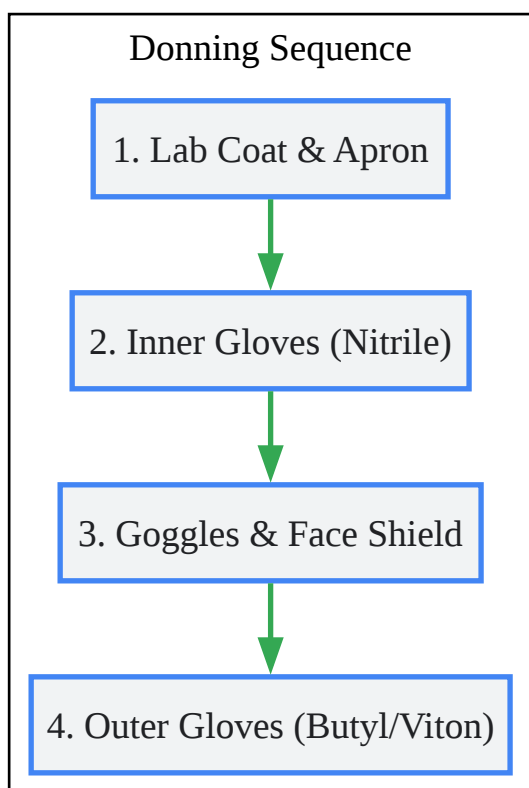 Donning Sequence
1. Lab Coat & Apron
2. Inner Gloves (Nitrile)
3. Goggles & Face Shield
4. Outer Gloves (Butyl/Viton)